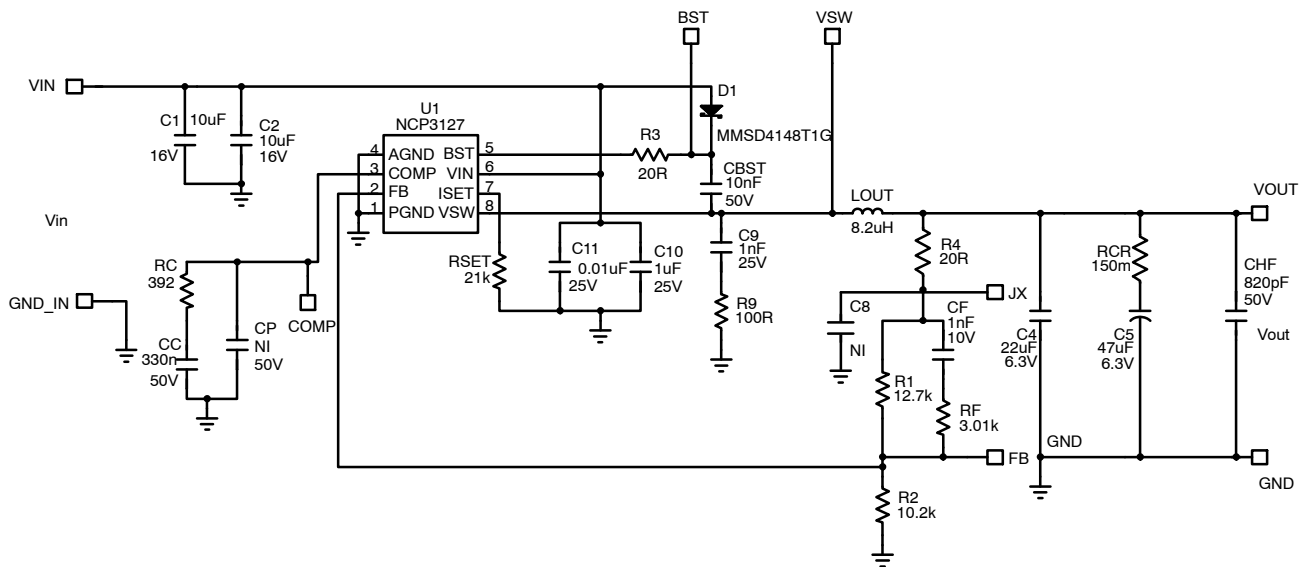 BST
VSW
VIN
D1
MMSD4148T1G
C1
10uF
16V
C2
10uF
16V
U1
NCP3127
4
AGND
BST
5
3
COMP
VIN
6
2
FB
ISET
7
1
PGND
VSW
8
R3
20R
CBST
10nF
50V
LOUT
8.2uH
VOUT
Vin
RC
392
GND_IN
CC
330n
50V
CP
NI
50V
COMP
RSET
21k
C11
0.01uF
25V
C10
1uF
25V
C9
1nF
25V
R9
100R
R4
20R
JX
C8
NI
CF
1nF
10V
R1
12.7k
RF
3.01k
FB
R2
10.2k
RCR
150m
C4
22uF
6.3V
C5
47uF
6.3V
CHF
820pF
50V
Vout
GND
GND